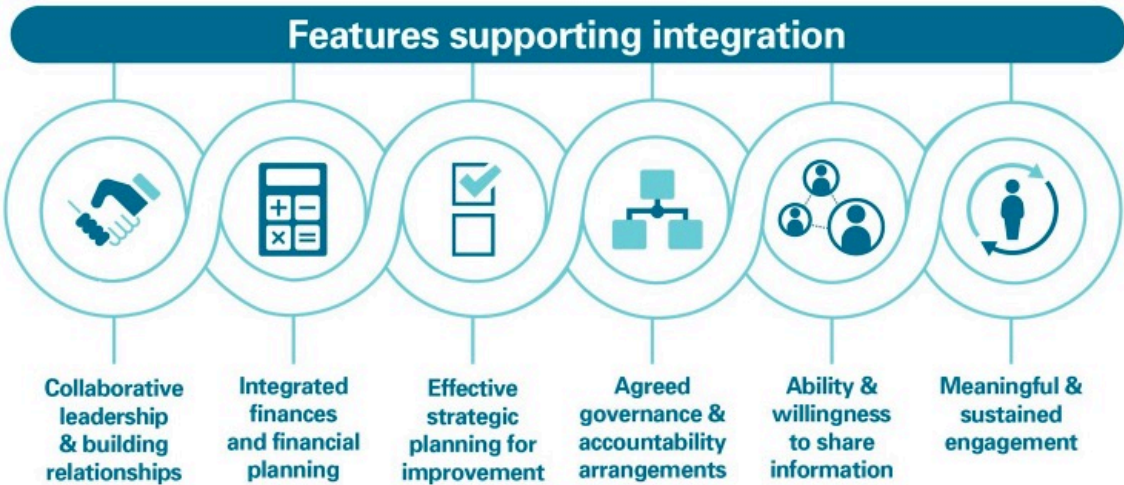 Features supporting integration
Collaborative
leadership
& building
relationships
Integrated
finances
and financial
planning
Effective
strategic
planning for
improvement
Agreed
governance &
accountability
arrangements
Ability &
willingness
to share
information
Meaningful &
sustained
engagement